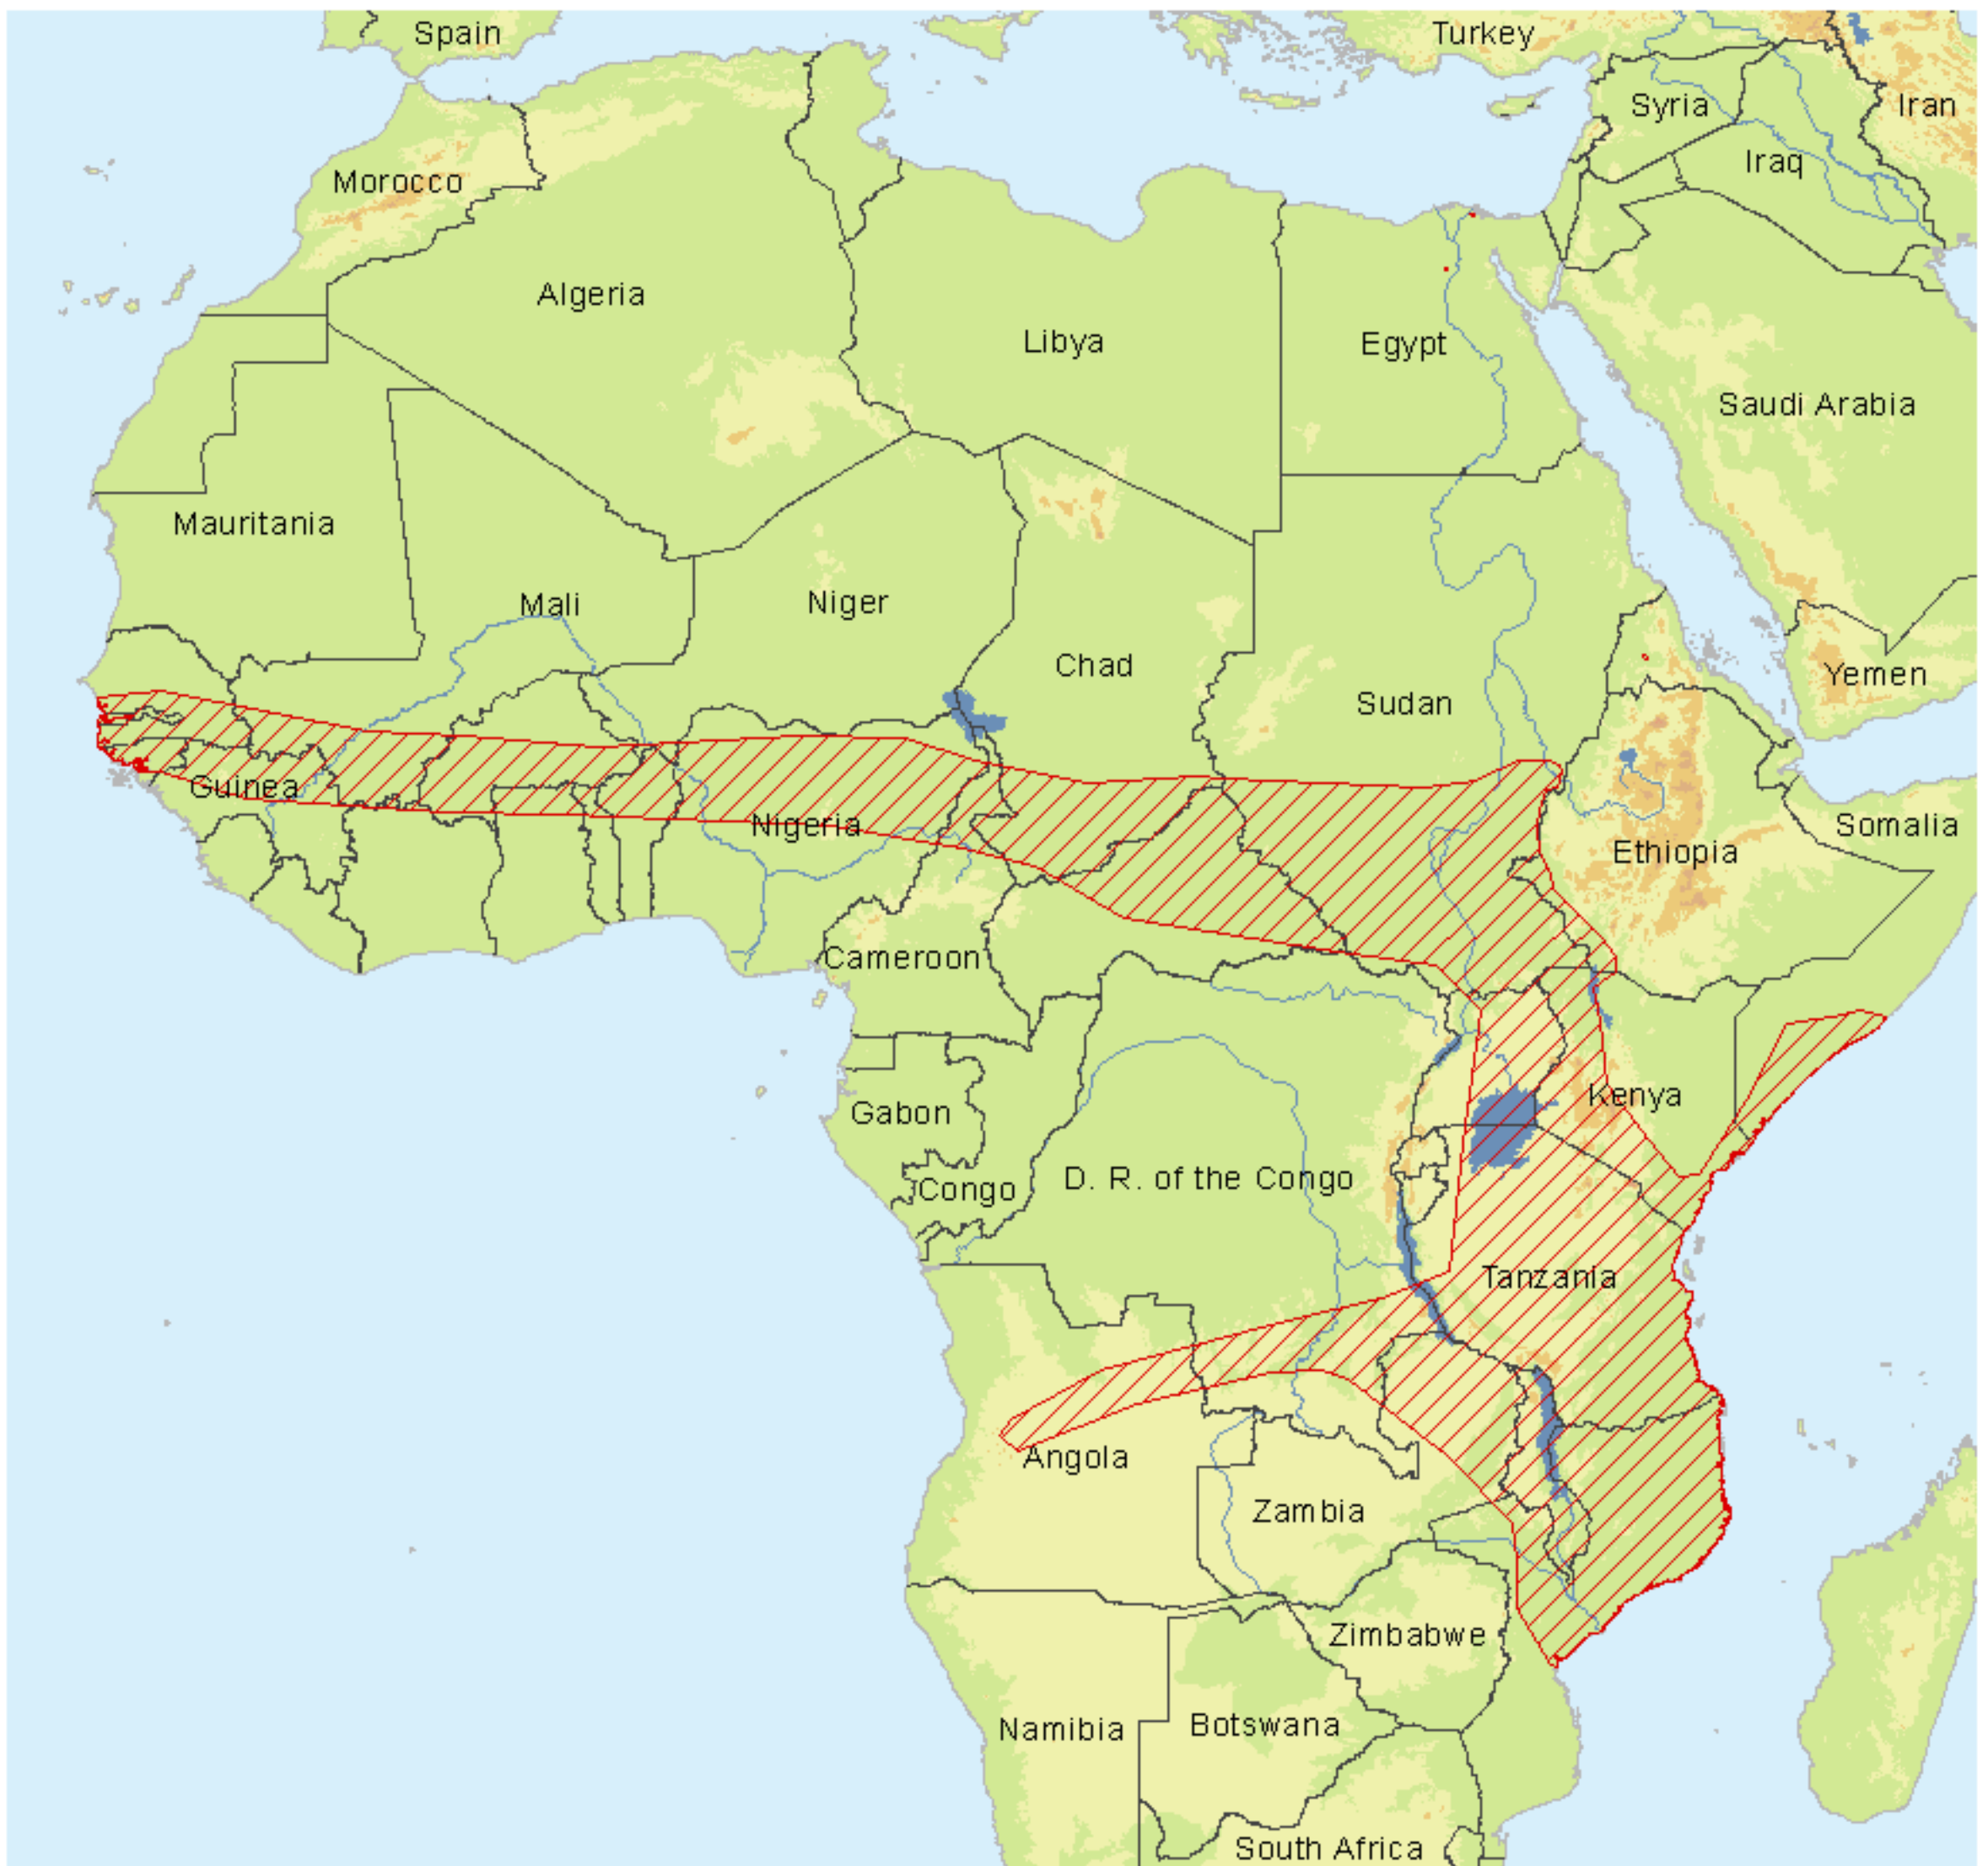 Spain
Turkey
Syria
Iran
Iraq
Morocco
Algeria
Libya
Egypt
Saudi Arabia
Mauritania
Mali
Niger
Chad
Sudan
Yemen
Guinea
Nigeria
Somalia
Ethiopia
Cameroon
Kenya
Gabon
D. R. of the Congo
Congo
Tanzania
Angola
Zambia
Zimbabwe
Namibia
Botswana
South Africa